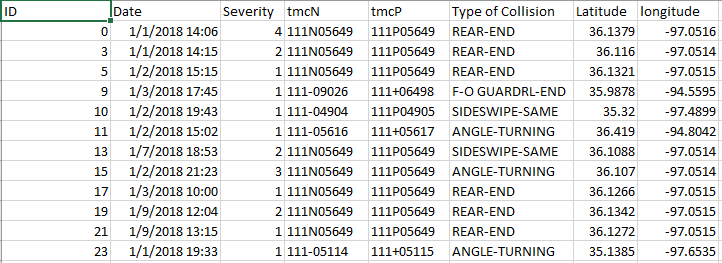 ID Date Severity tmcN tmcP Type of Collision Latitude longitude
0 1/1/2018 14:06 4 111N05649 111P05649 REAR-END 36.1379 -97.0516
3 1/1/2018 14:15 2 111N05649 111P05649 REAR-END 36.116 -97.0514
5 1/2/2018 15:15 1 111N05649 111P05649 REAR-END 36.1321 -97.0515
9 1/3/2018 17:45 1 111-09026 111+06498 F-O GUARDRL-END 35.9878 -94.5595
10 1/2/2018 19:43 1 111-04904 111P04905 SIDESWIPE-SAME 35.32 -97.4899
11 1/2/2018 15:02 1 111-05616 111+05617 ANGLE-TURNING 36.419 -94.8042
13 1/7/2018 18:53 2 111N05649 111P05649 SIDESWIPE-SAME 36.1088 -97.0514
15 1/2/2018 21:23 3 111N05649 111P05649 ANGLE-TURNING 36.107 -97.0514
17 1/3/2018 10:00 1 111N05649 111P05649 REAR-END 36.1266 -97.0515
19 1/9/2018 12:04 2 111N05649 111P05649 REAR-END 36.1342 -97.0515
21 1/9/2018 13:15 1 111N05649 111P05649 REAR-END 36.1272 -97.0515
23 1/1/2018 19:33 1 111-05114 111+05115 ANGLE-TURNING 35.1385 -97.6535